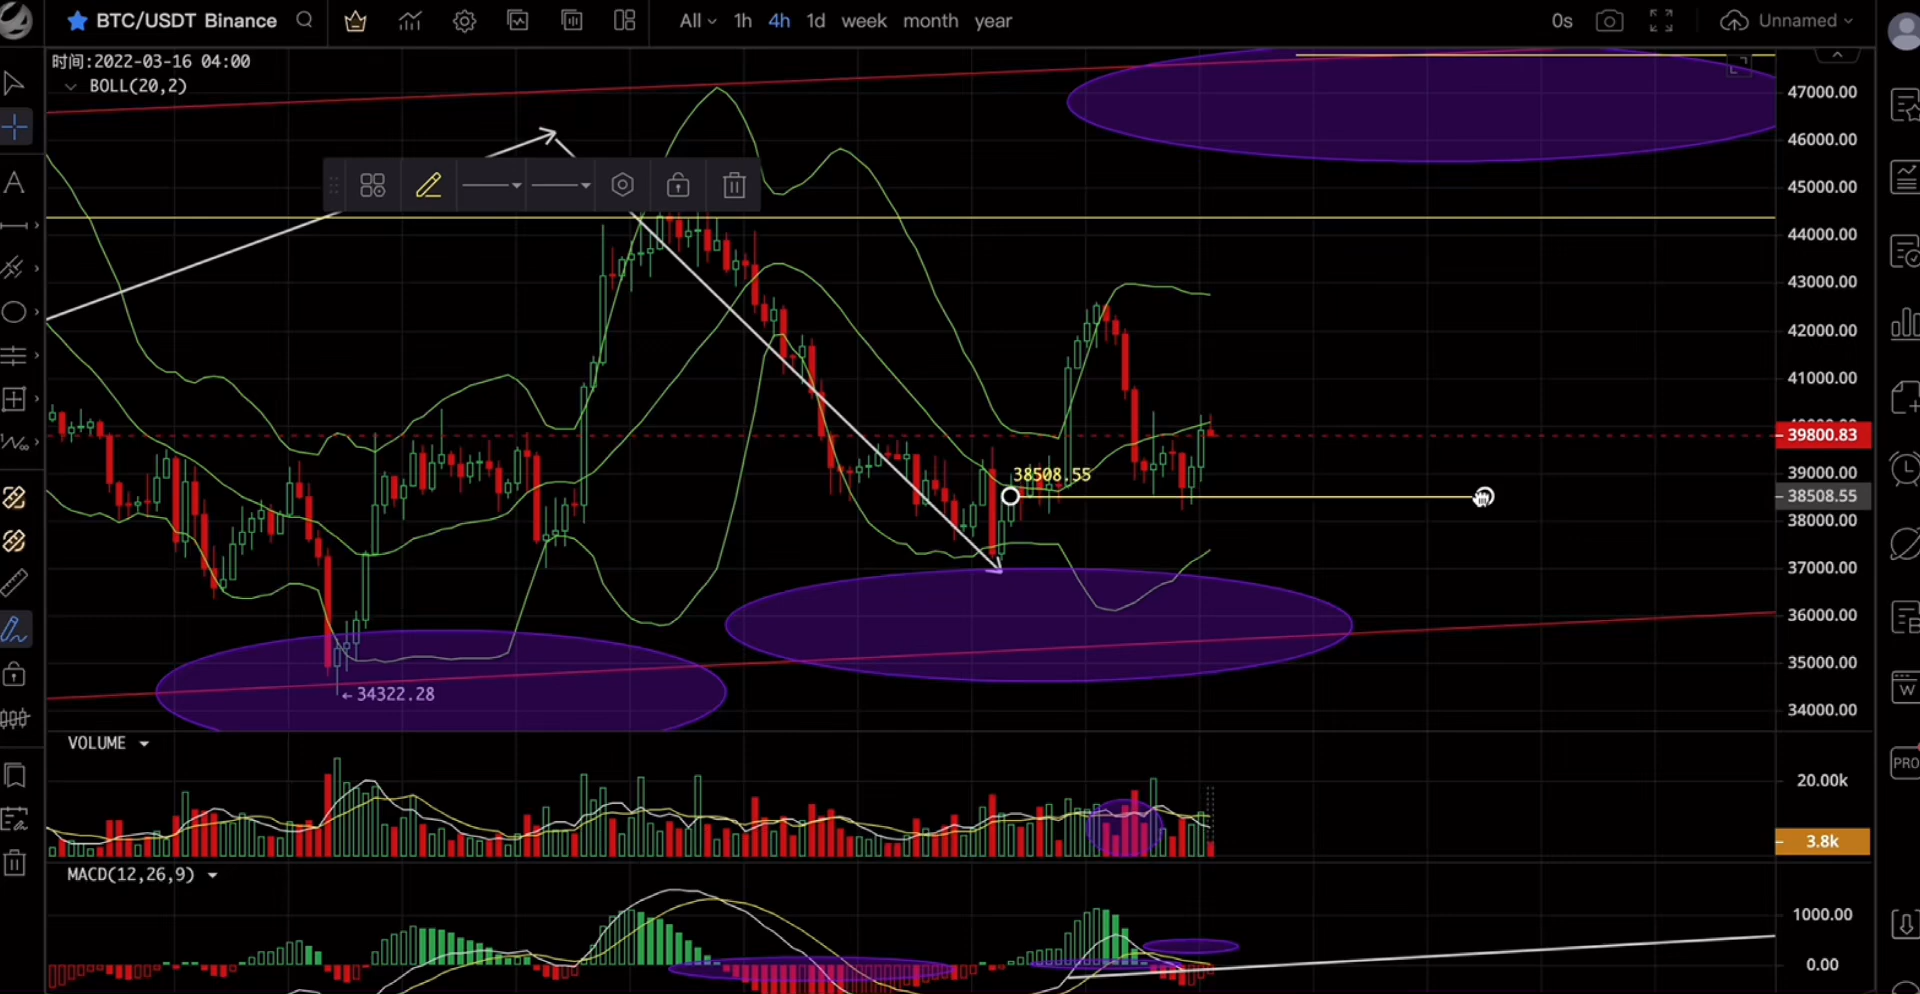 BTC/USDT Binance
All 1h 4h 1d week month year
0s
Unnamed
时间:2022-03-16 04:00
BOLL(20,2)
47000.00
46000.00
45000.00
44000.00
43000.00
42000.00
41000.00
39800.83
39000.00
38508.55
38508.55
38000.00
37000.00
36000.00
35000.00
34000.00
←34322.28
VOLUME
20.00k
3.8k
MACD(12,26,9)
1000.00
0.00
A
B
W
PRO